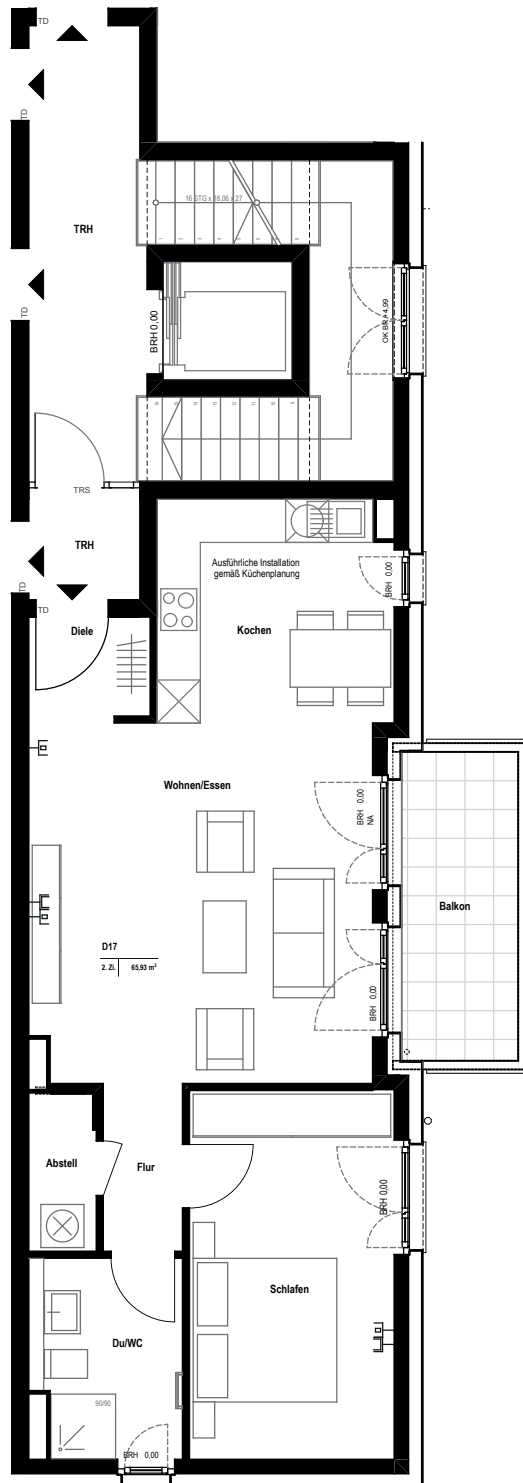 TD
TD
TD
TRH
16 STG x 18,06 x 27
BRH 0,00
OK BR +4,99
TD
TRS
TRH
TD
TD
Ausführliche Installation
gemäß Küchenplanung
BRH 0,00
Diele
Kochen
Wohnen/Essen
BRH 0,00
NA
Balkon
D17
2. Zi. 65,93 m²
BRH 0,00
Abstell
Flur
BRH 0,00
Schlafen
Du/WC
90/90
BRH 0,00